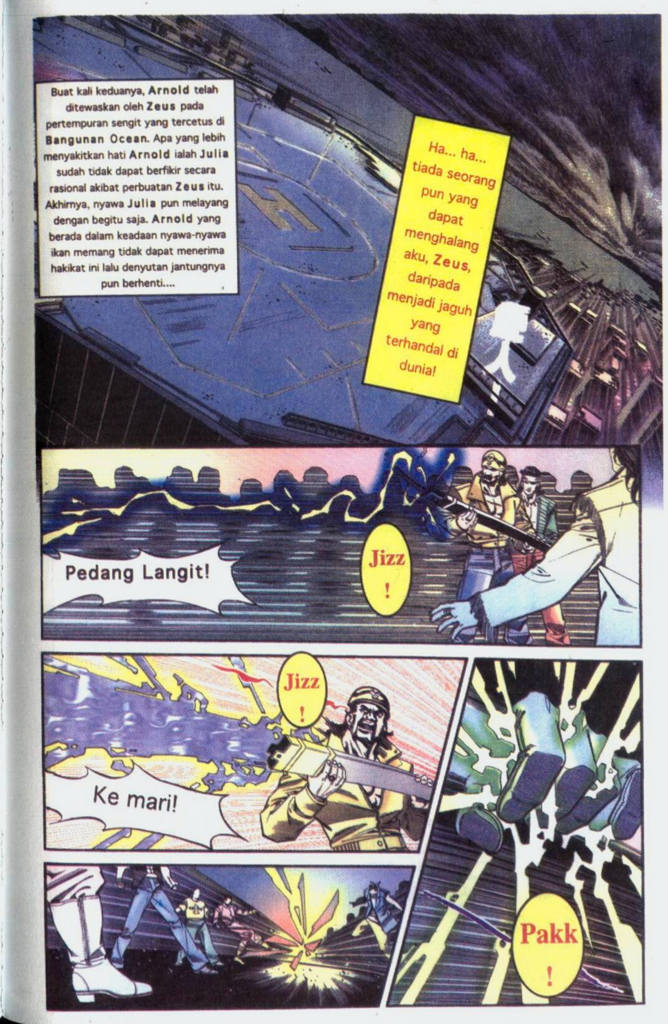 Buat kali keduanya, Arnold telah
ditewaskan oleh Zeus pada
pertempuran sengit yang tercetus di
Bangunan Ocean. Apa yang lebih
menyakitkan hati Arnold ialah Julia
sudah tidak dapat berfikir secara
rasional akibat perbuatan Zeus itu.
Akhirnya, nyawa Julia pun melayang
dengan begitu saja. Arnold yang
berada dalam keadaan nyawa-nyawa
ikan memang tidak dapat menerima
hakikat ini lalu denyutan jantungnya
pun berhenti....
Ha... ha...
tiada seorang
pun yang
dapat
menghalang
aku, Zeus,
daripada
menjadi jaguh
yang
terhandal di
dunia!
H
Pedang Langit!
Jizz
!
Jizz
!
Ke mari!
Pakk
!